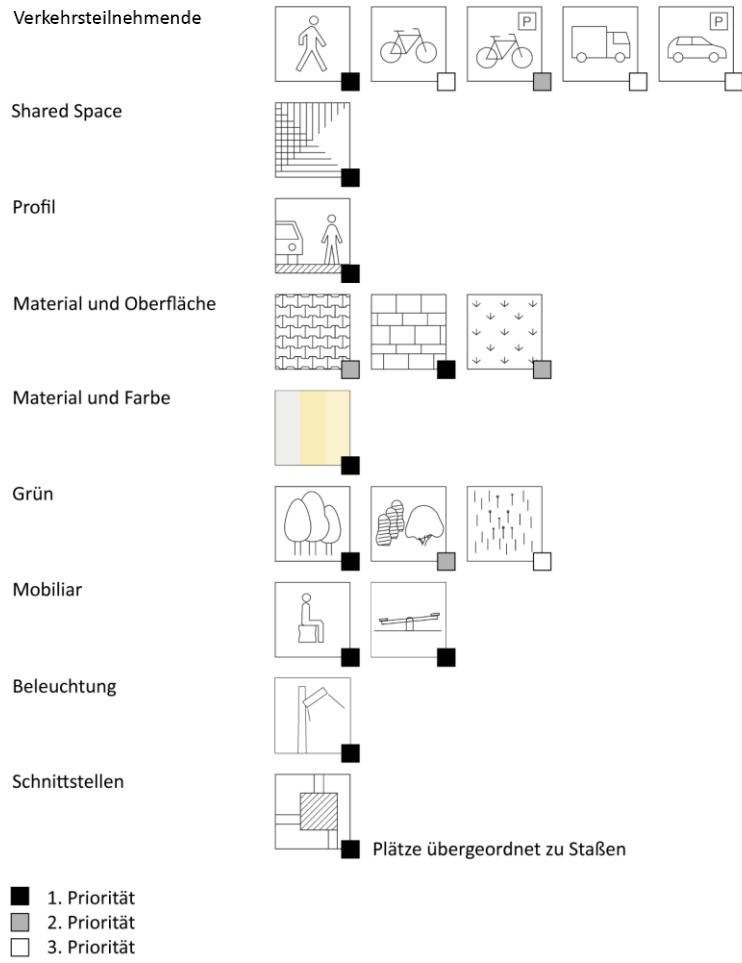 Verkehrsteilnehmende
P
P
Shared Space
Profil
Material und Oberfläche
Material und Farbe
Grün
Mobiliar
Beleuchtung
Schnittstellen
Plätze übergeordnet zu Staßen
1. Priorität
2. Priorität
3. Priorität